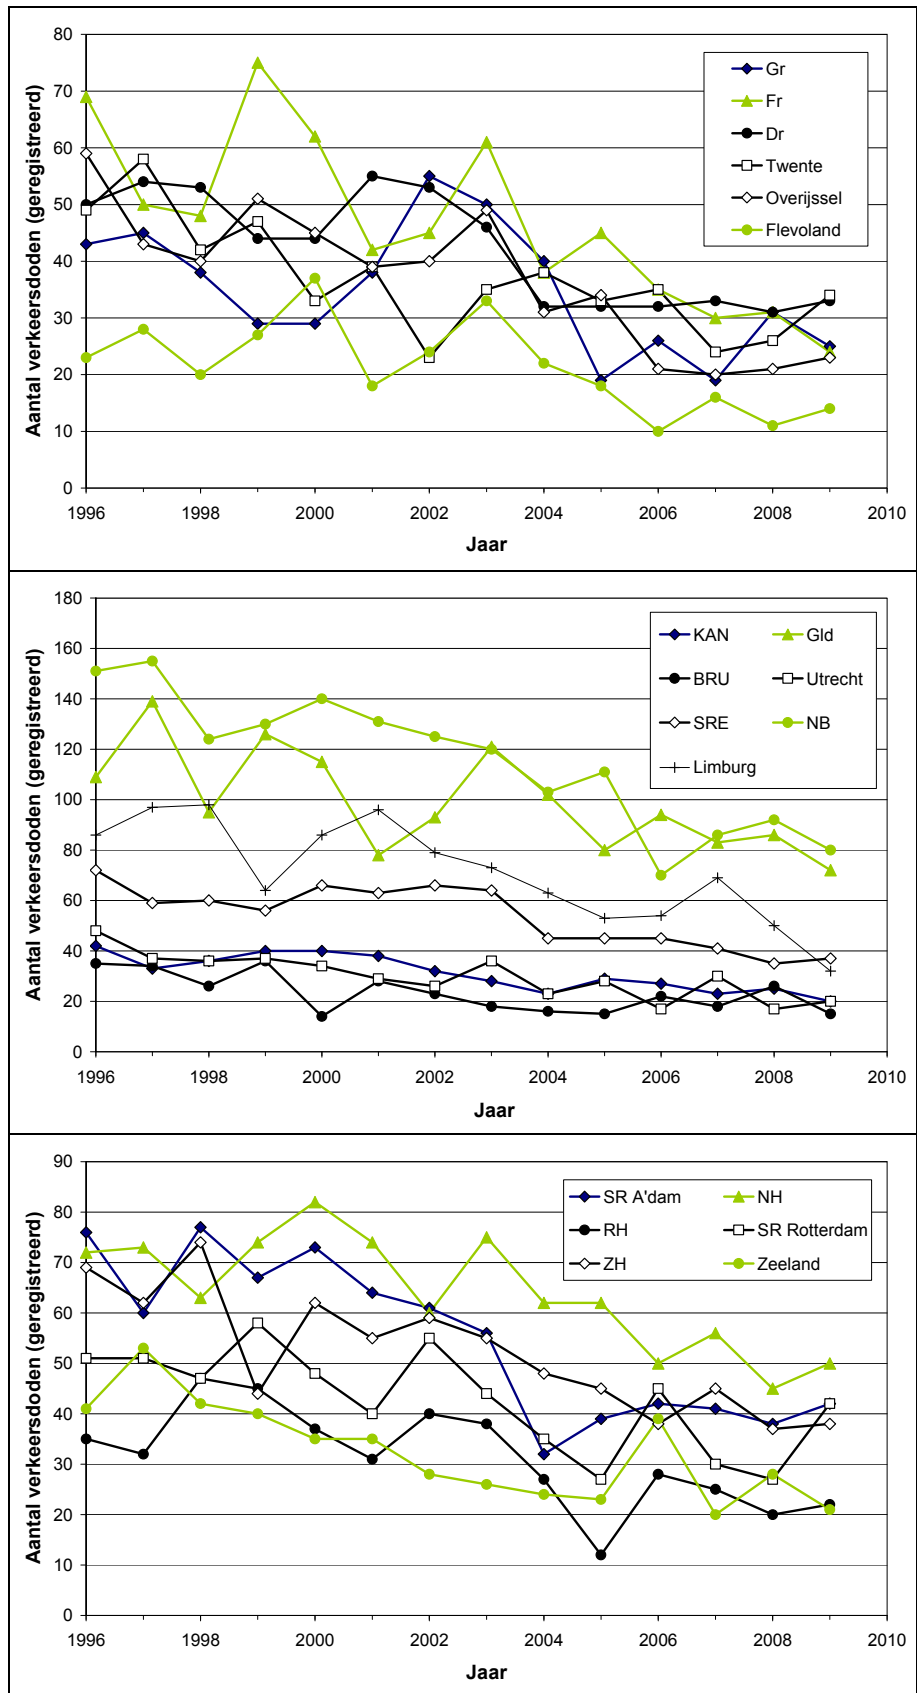 80
70
60
50
40
30
20
10
0
Aantal verkeersdoden (geregistreerd)
Gr
Fr
Dr
Twente
Overijssel
Flevoland
1996 1998 2000 2002 2004 2006 2008 2010
Jaar
180
160
140
120
100
80
60
40
20
0
Aantal verkeersdoden (geregistreerd)
KAN Gld
BRU Utrecht
SRE NB
Limburg
1996 1998 2000 2002 2004 2006 2008 2010
Jaar
90
80
70
60
50
40
30
20
10
0
Aantal verkeersdoden (geregistreerd)
SR A'dam NH
RH SR Rotterdam
ZH Zeeland
1996 1998 2000 2002 2004 2006 2008 2010
Jaar